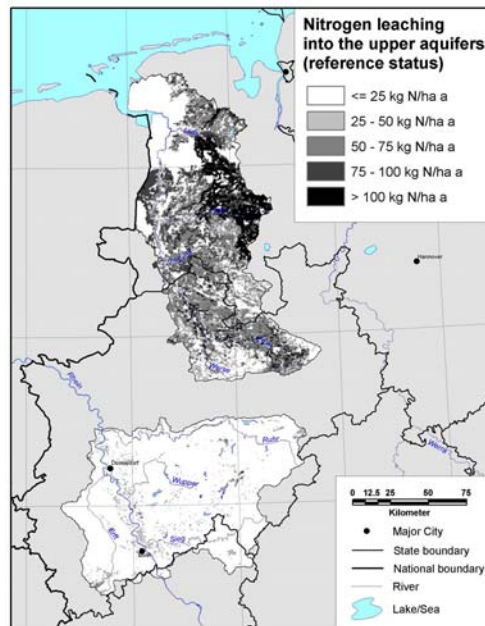 Nitrogen leaching
into the upper aquifers
(reference status)
<= 25 kg N/ha a
25 - 50 kg N/ha a
50 - 75 kg N/ha a
75 - 100 kg N/ha a
> 100 kg N/ha a
Hannover
Rhein
Ruhr
Düsseldorf
Wupper
Werra
Erft
Sieg
0 12.5 25 50 75
Kilometer
Major City
State boundary
National boundary
River
Lake/Sea